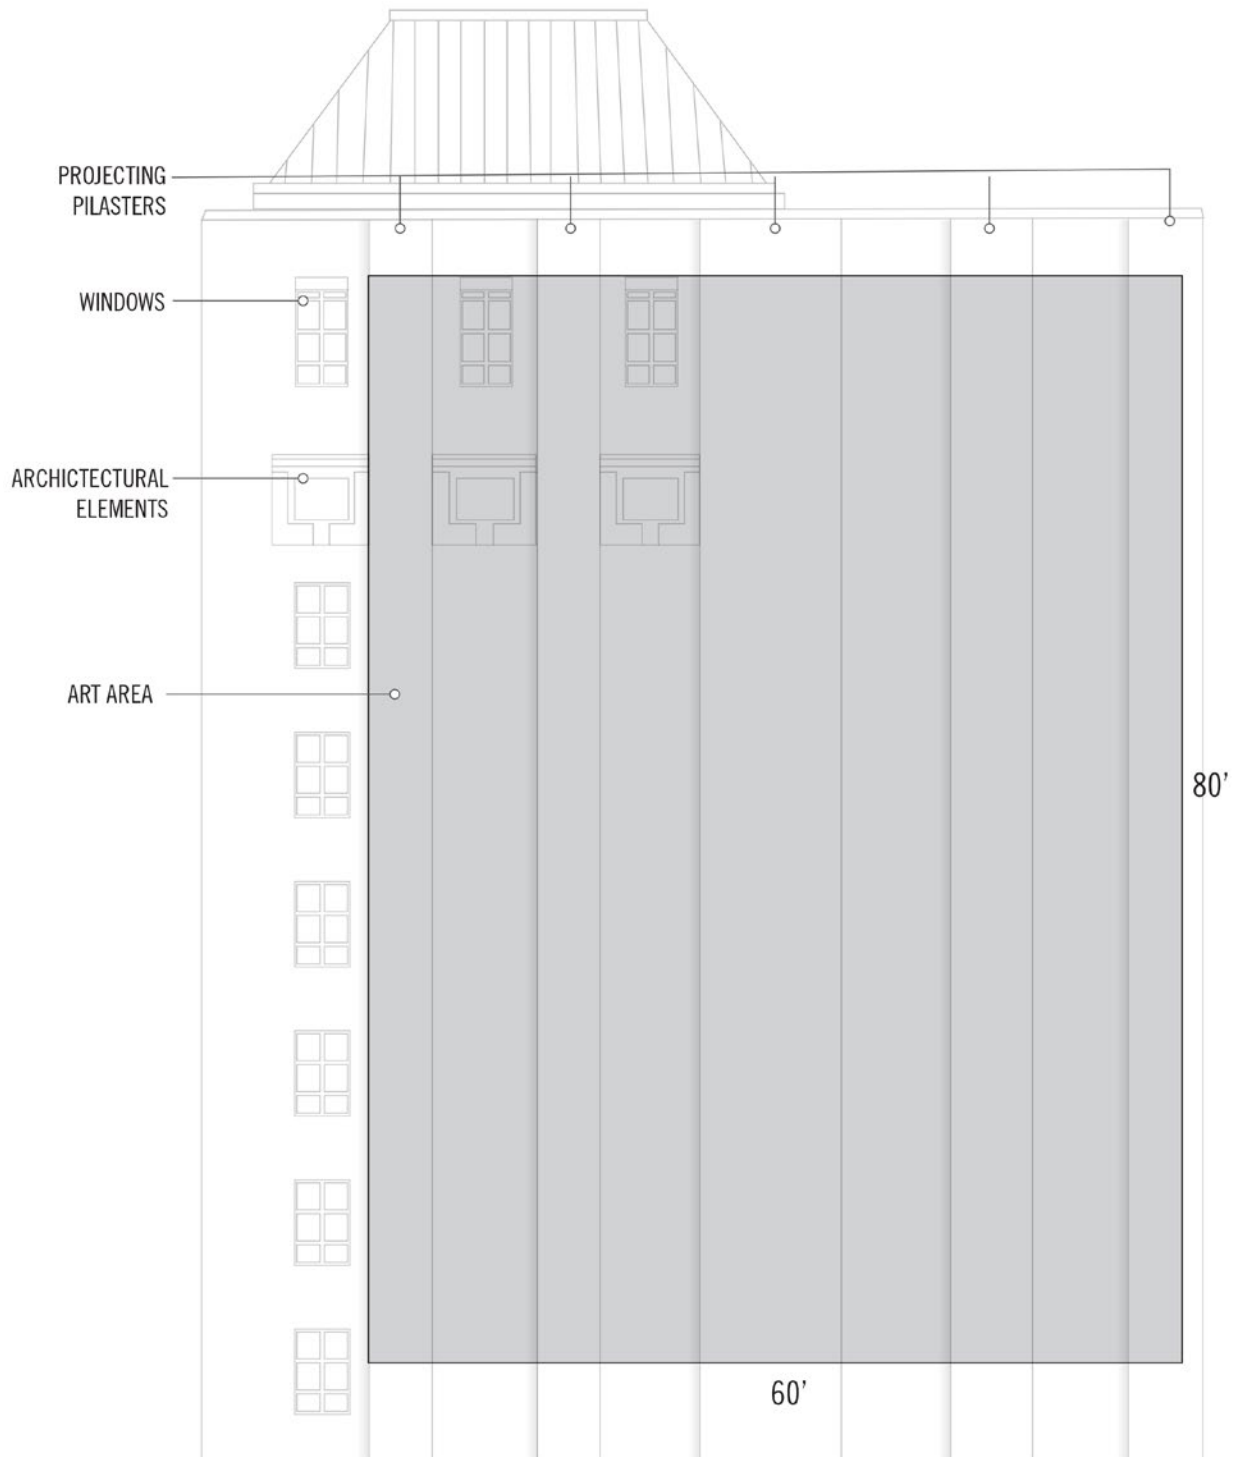 PROJECTING
PILASTERS
WINDOWS
ARCHICTECTURAL
ELEMENTS
ART AREA
80’
60’